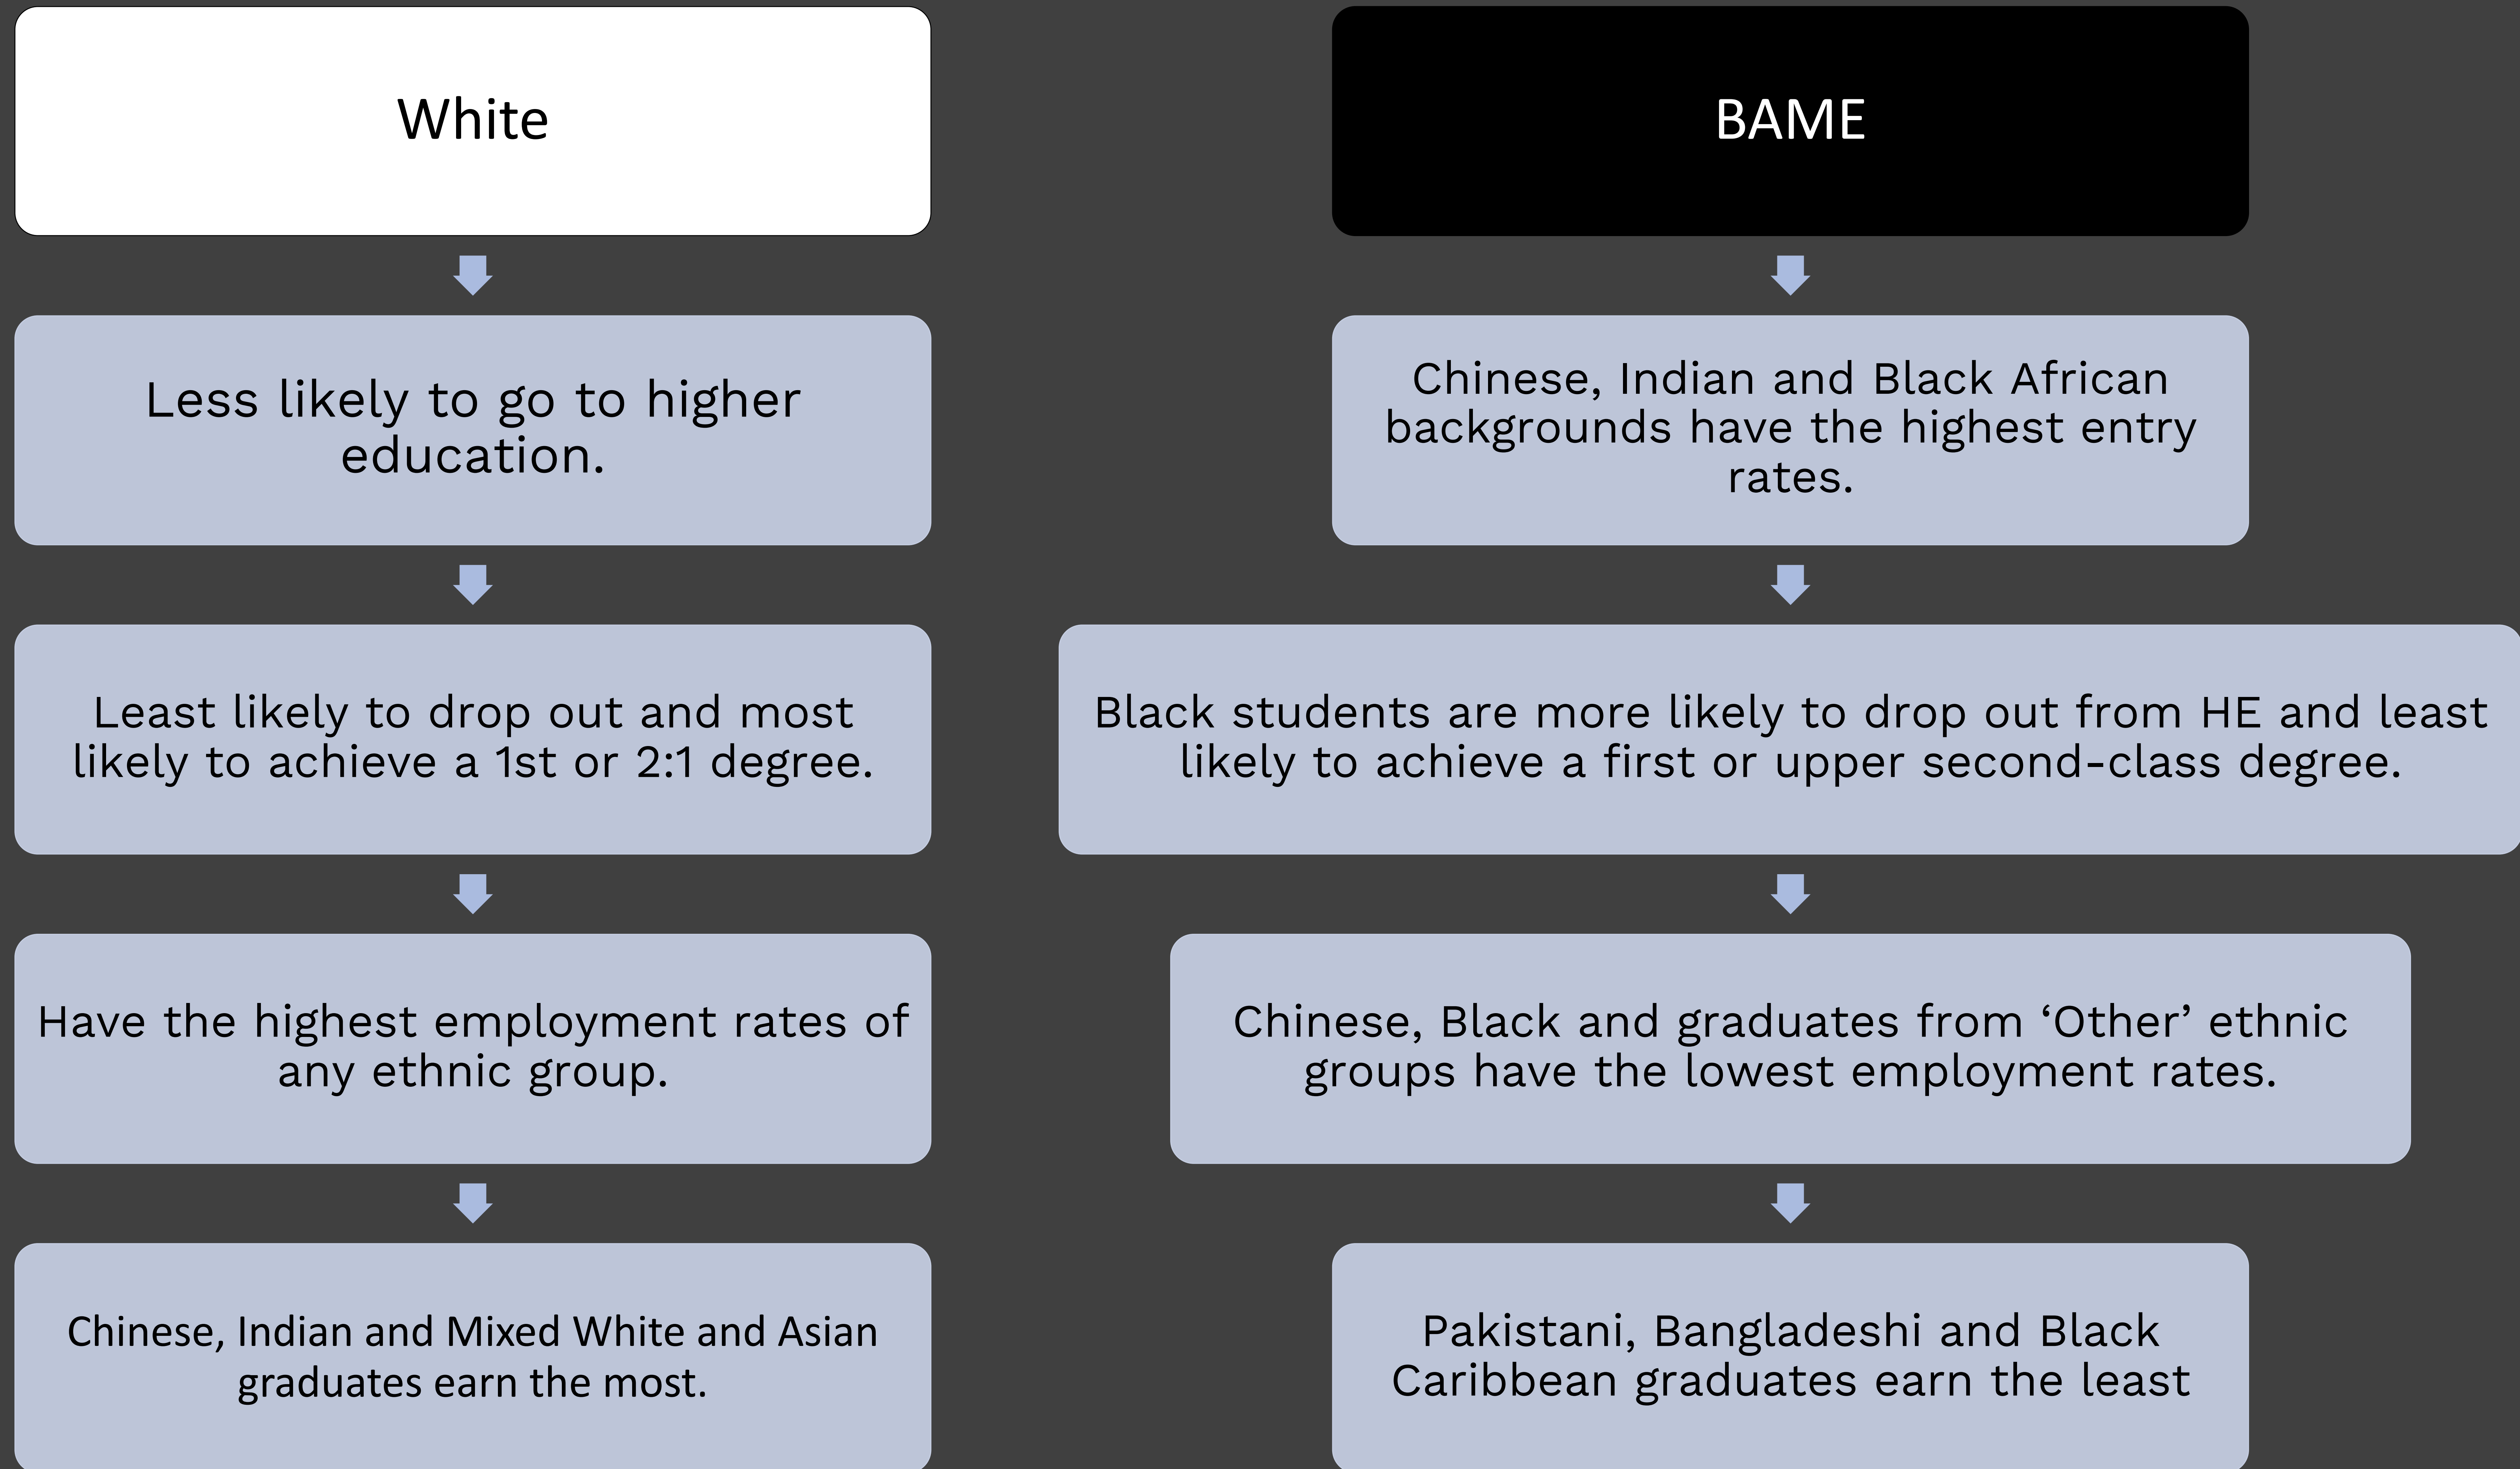 White
Less likely to go to higher
education.
Least likely to drop out and most
likely to achieve a 1st or 2:1 degree.
Have the highest employment rates of
any ethnic group.
Chinese, Indian and Mixed White and Asian
graduates earn the most.
BAME
Chinese, Indian and Black African
backgrounds have the highest entry
rates.
Black students are more likely to drop out from HE and least
likely to achieve a first or upper second-class degree.
Chinese, Black and graduates from ‘Other’ ethnic
groups have the lowest employment rates.
Pakistani, Bangladeshi and Black
Caribbean graduates earn the least